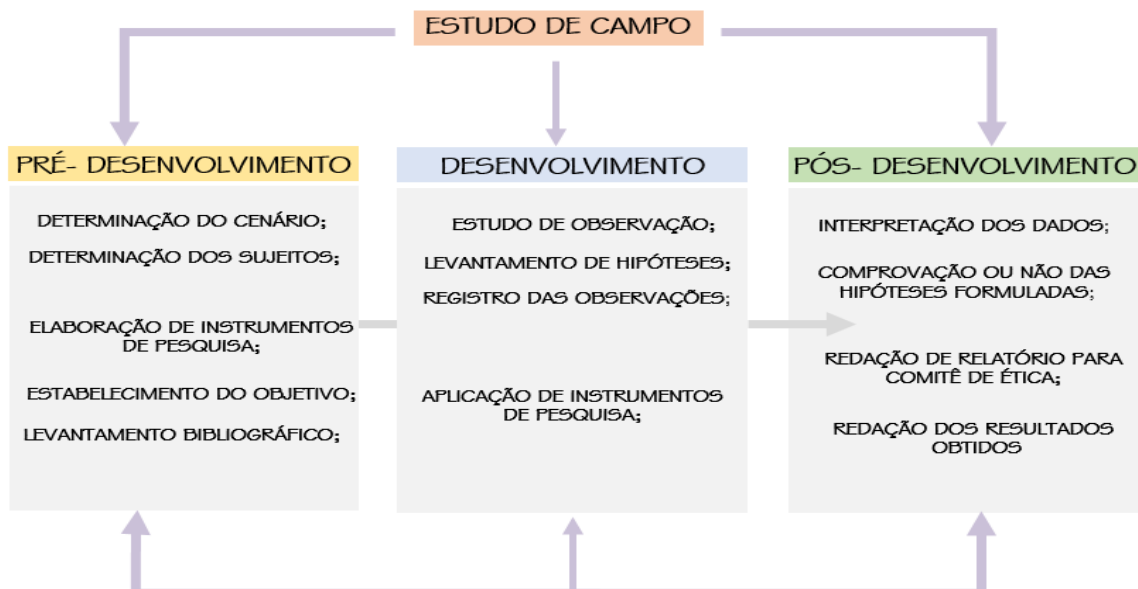 ESTUDO DE CAMPO
PRÉ- DESENVOLVIMENTO
DETERMINAÇÃO DO CENÁRIO;
DETERMINAÇÃO DOS SUJEITOS;
ELABORAÇÃO DE INSTRUMENTOS
DE PESQUISA;
ESTABELECIMENTO DO OBJETIVO;
LEVANTAMENTO BIBLIOGRÁFICO;
DESENVOLVIMENTO
ESTUDO DE OBSERVAÇÃO;
LEVANTAMENTO DE HIPÓTESES;
REGISTRO DAS OBSERVAÇÕES;
APLICAÇÃO DE INSTRUMENTOS
DE PESQUISA;
PÓS- DESENVOLVIMENTO
INTERPRETAÇÃO DOS DADOS;
COMPROVAÇÃO OU NÃO DAS
HIPÓTESES FORMULADAS;
REDAÇÃO DE RELATÓRIO PARA
COMITÊ DE ÉTICA;
REDAÇÃO DOS RESULTADOS
OBTIDOS